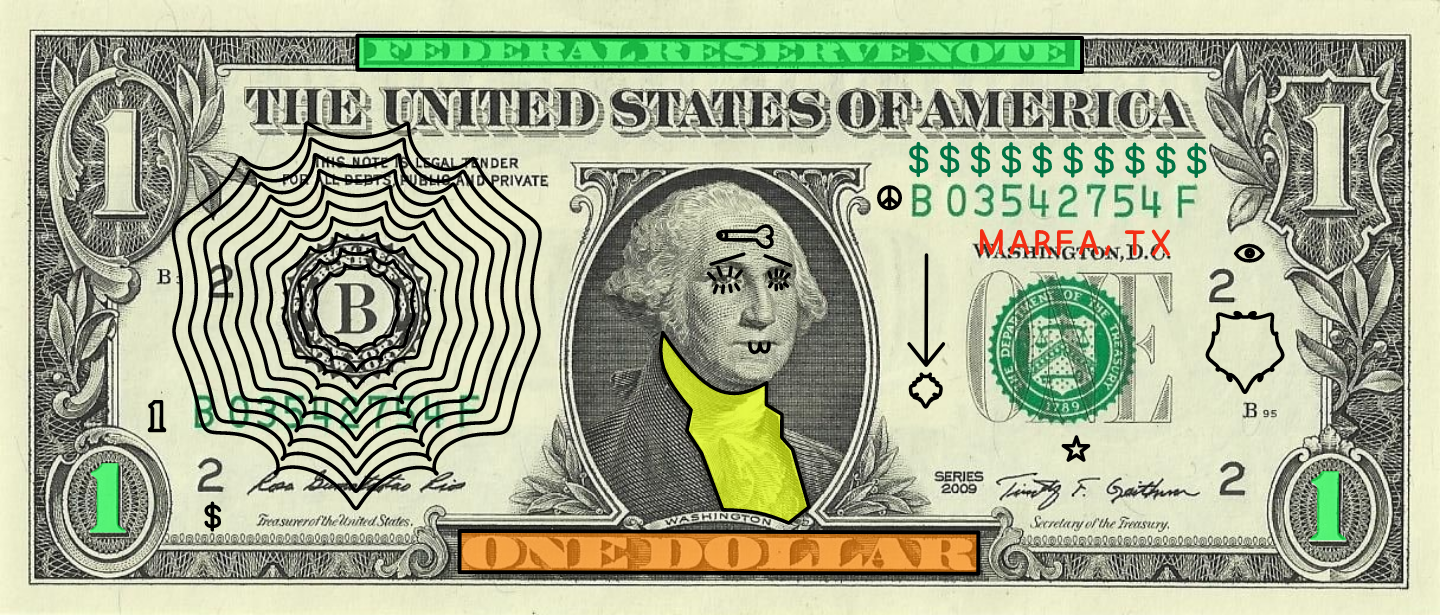 FEDERAL RESERVE NOTE
THE UNITED STATES OF AMERICA
1
1
THIS NOTE IS LEGAL TENDER
FOR ALL DEBTS, PUBLIC AND PRIVATE
$$$$$$$$$$
B 03542754 F
MARFA, TX
WASHINGTON, D.C.
B
2
2
B
ONE
THE DEPARTMENT OF THE TREASURY
1789
1
B 03542754 F
B 95
2
Rosa Gumataotao Rios
SERIES
2009
Timothy F. Geithner
2
$
Treasurer of the United States.
WASHINGTON
Secretary of the Treasury.
1
ONE DOLLAR
1